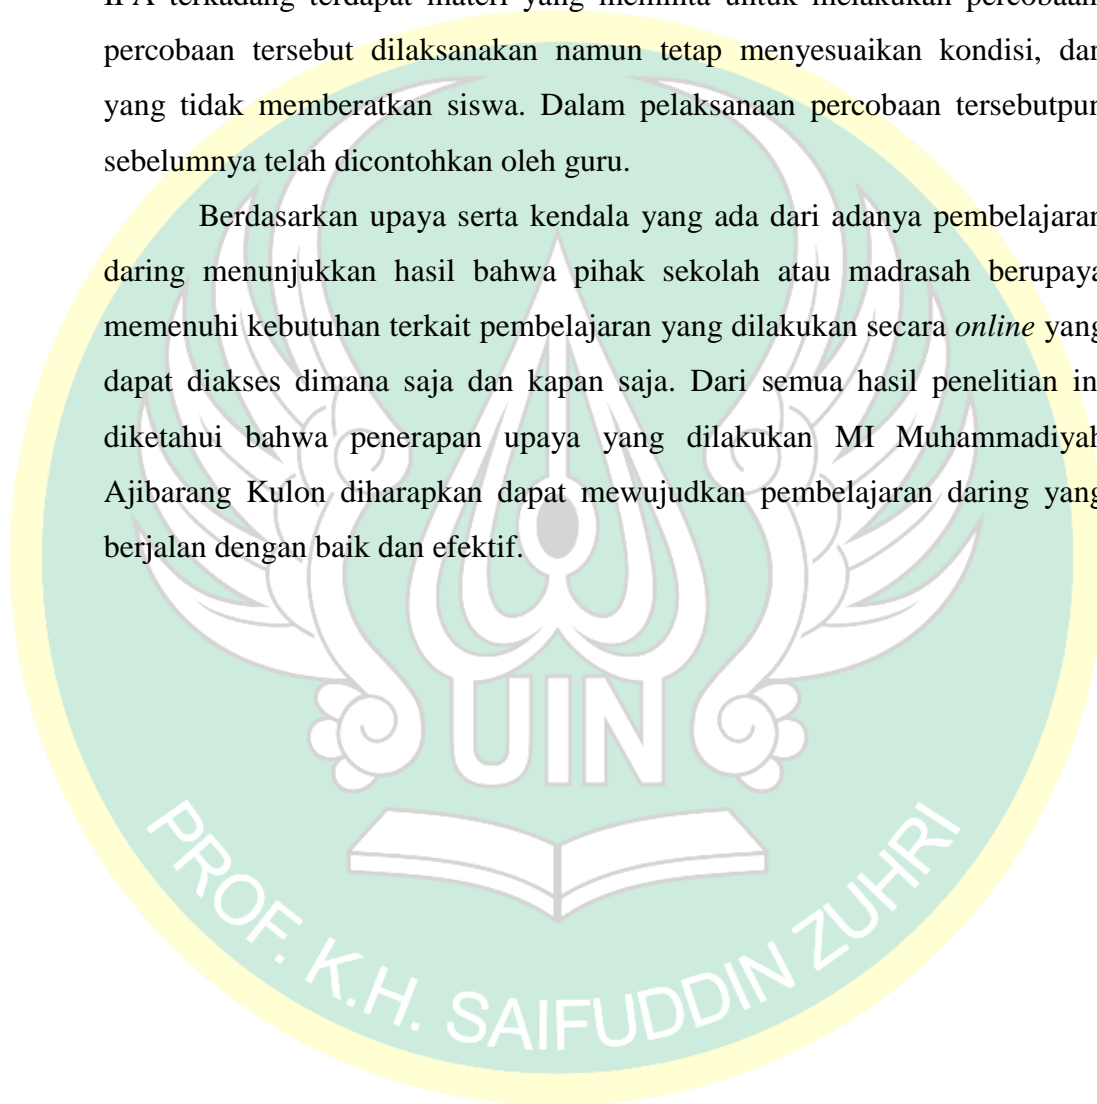 IPA terkadang terdapat materi yang meminta untuk melakukan percobaan
percobaan tersebut dilaksanakan namun tetap menyesuaikan kondisi, dan
yang tidak memberatkan siswa. Dalam pelaksanaan percobaan tersebutpun
sebelumnya telah dicontohkan oleh guru.
Berdasarkan upaya serta kendala yang ada dari adanya pembelajaran
daring menunjukkan hasil bahwa pihak sekolah atau madrasah berupaya
memenuhi kebutuhan terkait pembelajaran yang dilakukan secara online yang
dapat diakses dimana saja dan kapan saja. Dari semua hasil penelitian ini
diketahui bahwa penerapan upaya yang dilakukan MI Muhammadiyah
Ajibarang Kulon diharapkan dapat mewujudkan pembelajaran daring yang
berjalan dengan baik dan efektif.
UIN
PROF. K.H. SAIFUDDIN ZUHRI